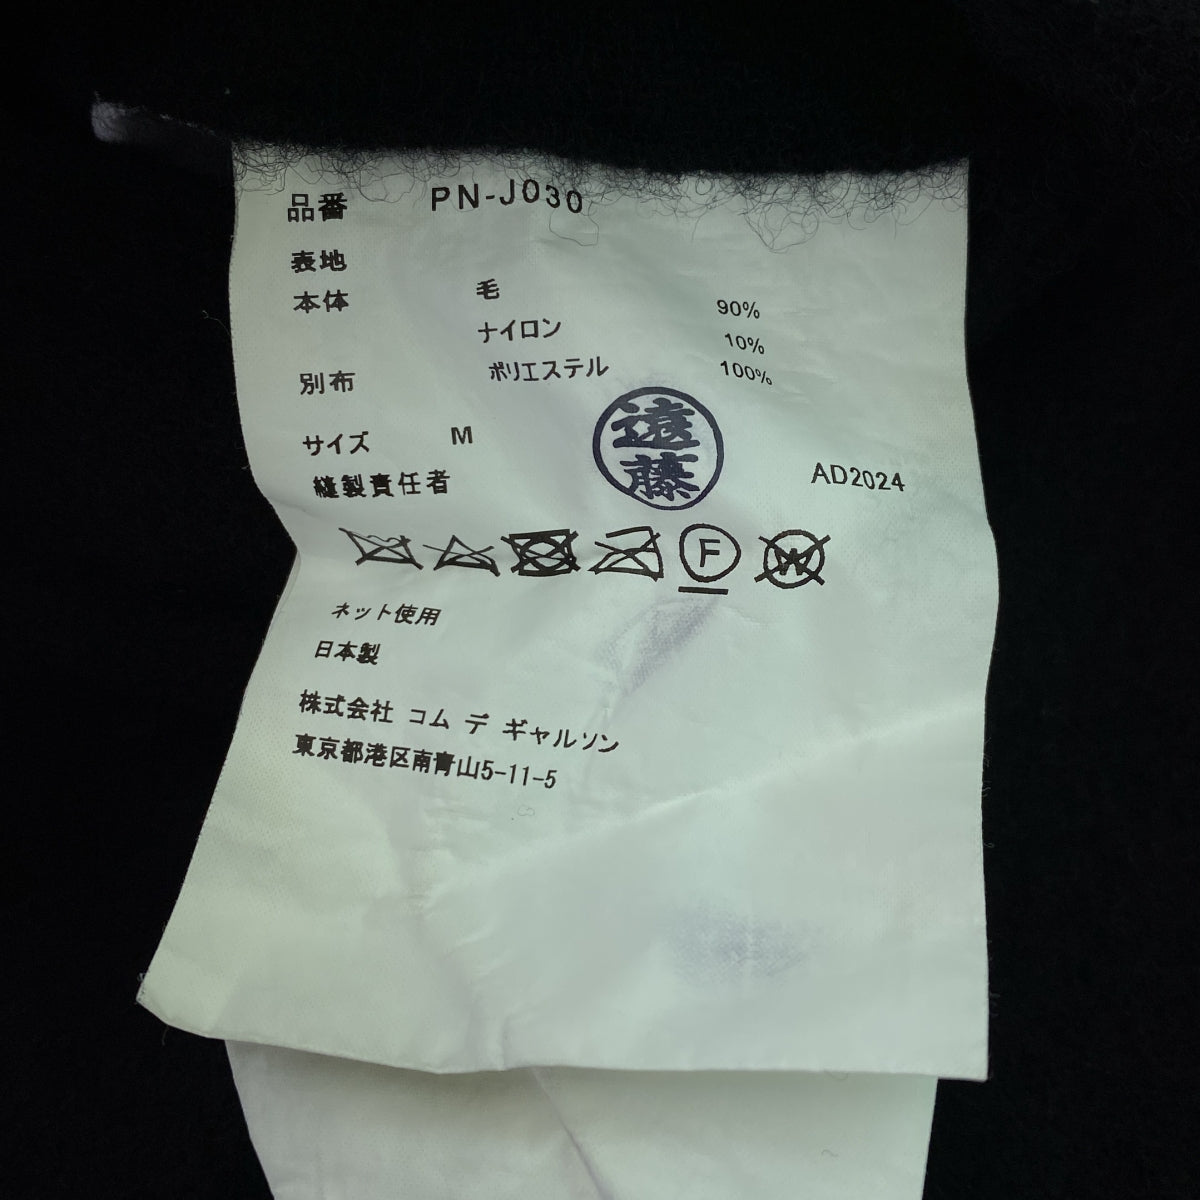 品番 PN-J030
表地
本体 毛 90%
ナイロン 10%
別布 ポリエステル 100%
サイズ M
縫製責任者 遠藤 AD2024
F W
ネット使用
日本製
株式会社 コム デ ギャルソン
東京都港区南青山5-11-5